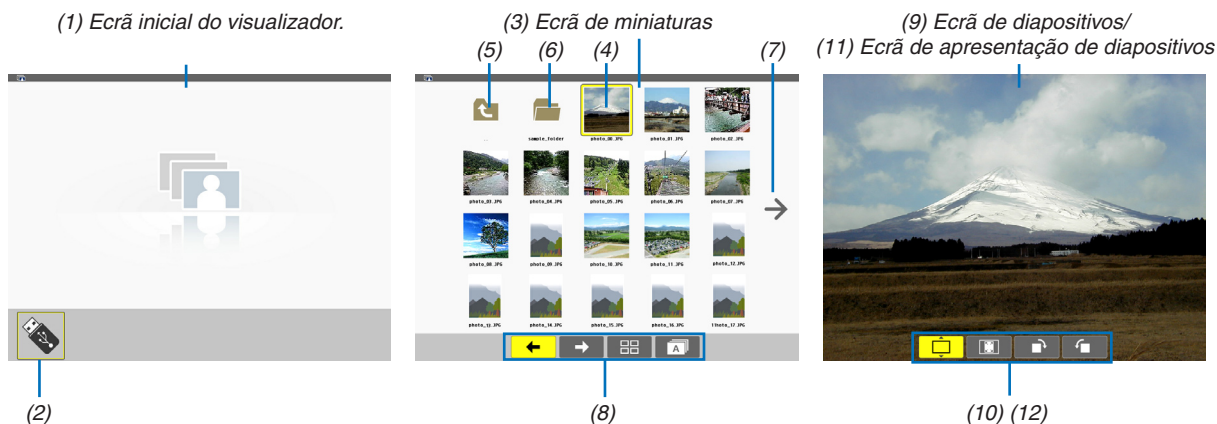 (1) Ecrã inicial do visualizador.
(3) Ecrã de miniaturas
(9) Ecrã de diapositivos/
(11) Ecrã de apresentação de diapositivos
(5) (6) (4) (7)
sample_folder photo_00.JPG photo_01.JPG photo_02.JPG
photo_03.JPG photo_04.JPG photo_05.JPG photo_06.JPG photo_07.JPG
photo_08.JPG photo_09.JPG photo_10.JPG photo_11.JPG photo_12.JPG
photo_13.JPG photo_14.JPG photo_15.JPG photo_16.JPG photo_17.JPG
A
(2)
(8)
(10) (12)